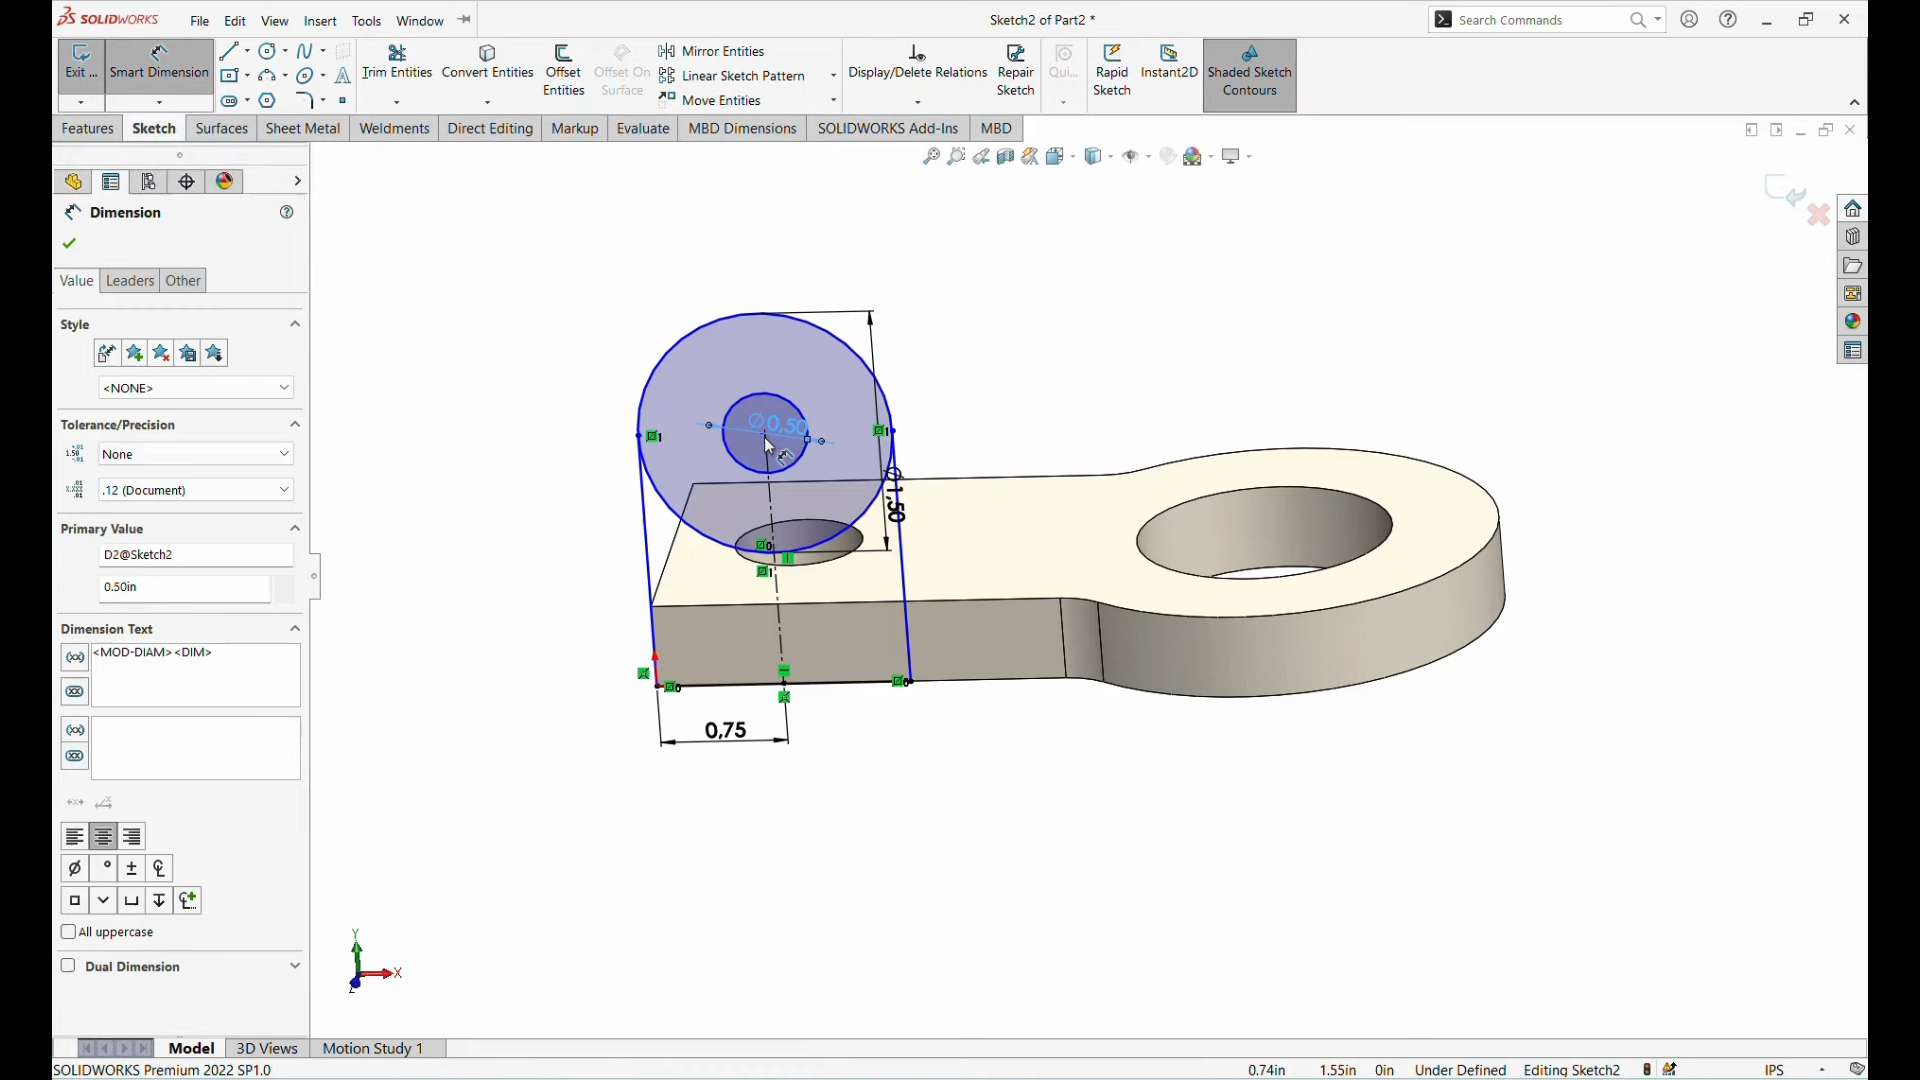 SOLIDWORKS
File Edit View Insert Tools Window
Sketch2 of Part2 *
Search Commands
Exit ...
Smart Dimension
Trim Entities
Convert Entities
Offset Entities
Offset On Surface
Mirror Entities
Linear Sketch Pattern
Move Entities
Display/Delete Relations
Repair Sketch
Qui...
Rapid Sketch
Instant2D
Shaded Sketch Contours
Features Sketch Surfaces Sheet Metal Weldments Direct Editing Markup Evaluate MBD Dimensions SOLIDWORKS Add-Ins MBD
Dimension
Value Leaders Other
Style
<NONE>
Tolerance/Precision
None
.12 (Document)
Primary Value
D2@Sketch2
0.50in
Dimension Text
<MOD-DIAM><DIM>
All uppercase
Dual Dimension
∅0,50
∅1,50
0,75
Y
X
Z
Model 3D Views Motion Study 1
SOLIDWORKS Premium 2022 SP1.0
0.74in 1.55in 0in Under Defined Editing Sketch2 IPS